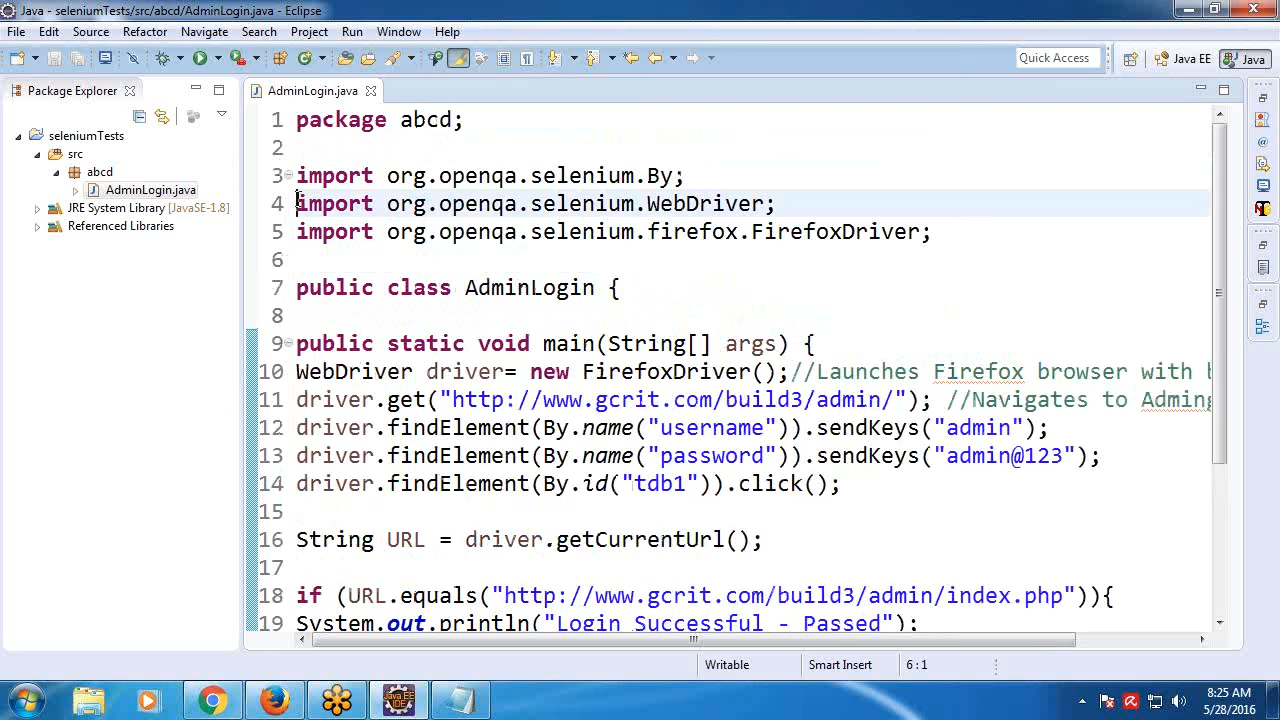 Java - seleniumTests/src/abcd/AdminLogin.java - Eclipse
File Edit Source Refactor Navigate Search Project Run Window Help
Quick Access
Java EE
Java
Package Explorer
AdminLogin.java
seleniumTests
src
abcd
AdminLogin.java
JRE System Library [JavaSE-1.8]
Referenced Libraries
1 package abcd;
2
3 import org.openqa.selenium.By;
4 import org.openqa.selenium.WebDriver;
5 import org.openqa.selenium.firefox.FirefoxDriver;
6
7 public class AdminLogin {
8
9 public static void main(String[] args) {
10 WebDriver driver= new FirefoxDriver();//Launches Firefox browser with b
11 driver.get("http://www.gcrit.com/build3/admin/"); //Navigates to Adming
12 driver.findElement(By.name("username")).sendKeys("admin");
13 driver.findElement(By.name("password")).sendKeys("admin@123");
14 driver.findElement(By.id("tdb1")).click();
15
16 String URL = driver.getCurrentUrl();
17
18 if (URL.equals("http://www.gcrit.com/build3/admin/index.php")){
19 System.out.println("Login Successful - Passed");
Writable
Smart Insert
6 : 1
Java EE
IDE
8:25 AM
5/28/2016